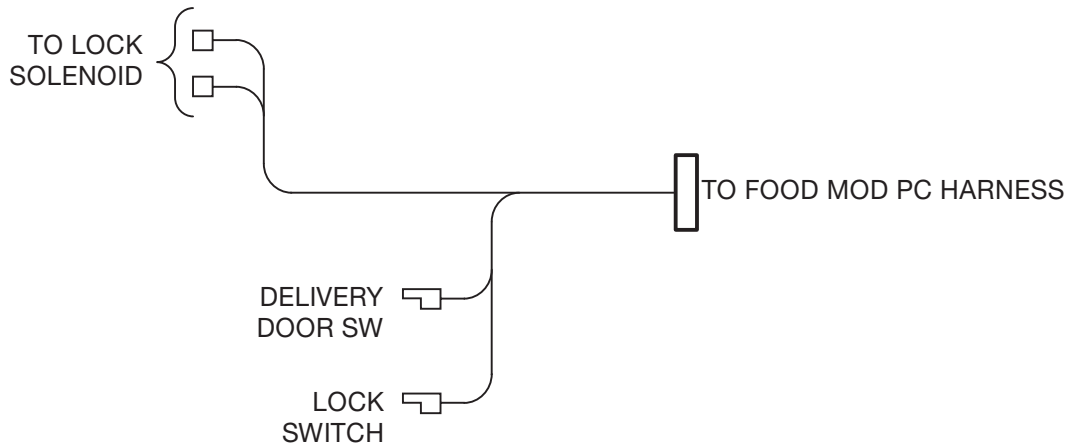 TO LOCK
SOLENOID
TO FOOD MOD PC HARNESS
DELIVERY
DOOR SW
LOCK
SWITCH